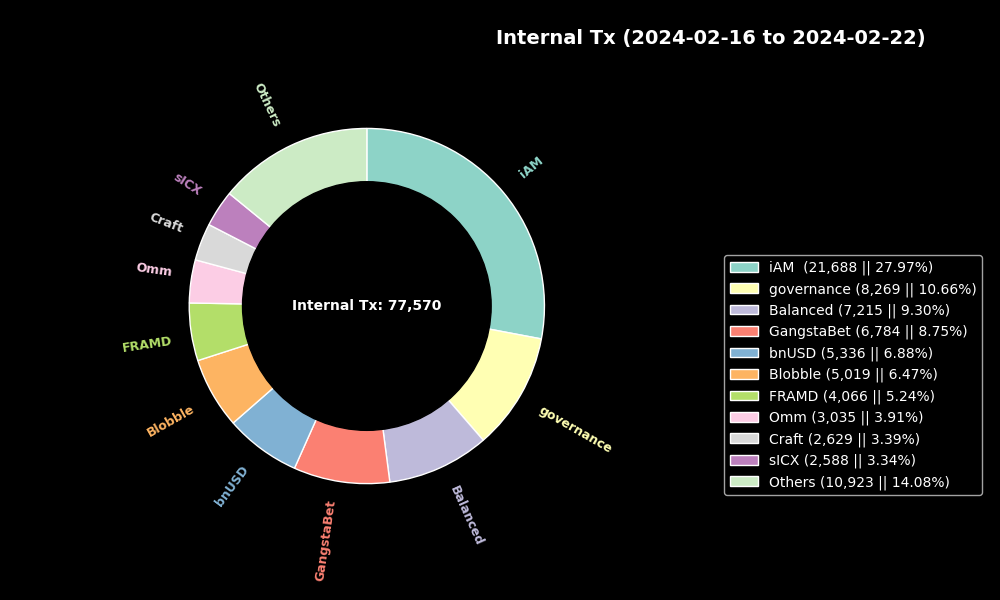 Internal Tx (2024-02-16 to 2024-02-22)
Others
iAM
sICX
Craft
Omm
FRAMD
Blobble
bnUSD
GangstaBet
Balanced
governance
Internal Tx: 77,570
iAM  (21,688 || 27.97%)
governance (8,269 || 10.66%)
Balanced (7,215 || 9.30%)
GangstaBet (6,784 || 8.75%)
bnUSD (5,336 || 6.88%)
Blobble (5,019 || 6.47%)
FRAMD (4,066 || 5.24%)
Omm (3,035 || 3.91%)
Craft (2,629 || 3.39%)
sICX (2,588 || 3.34%)
Others (10,923 || 14.08%)